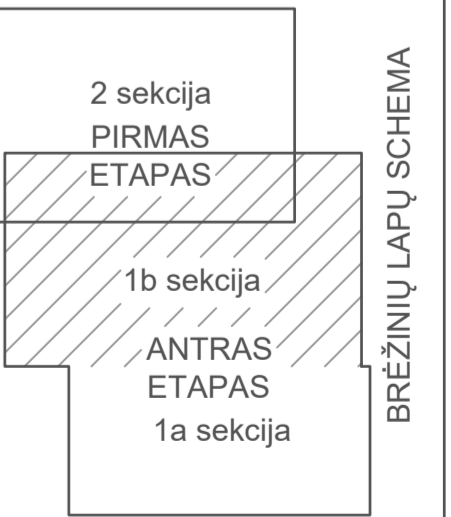 2 sekcija
PIRMAS
ETAPAS
1b sekcija
ANTRAS
ETAPAS
1a sekcija
BRĖŽINIŲ LAPŲ SCHEMA